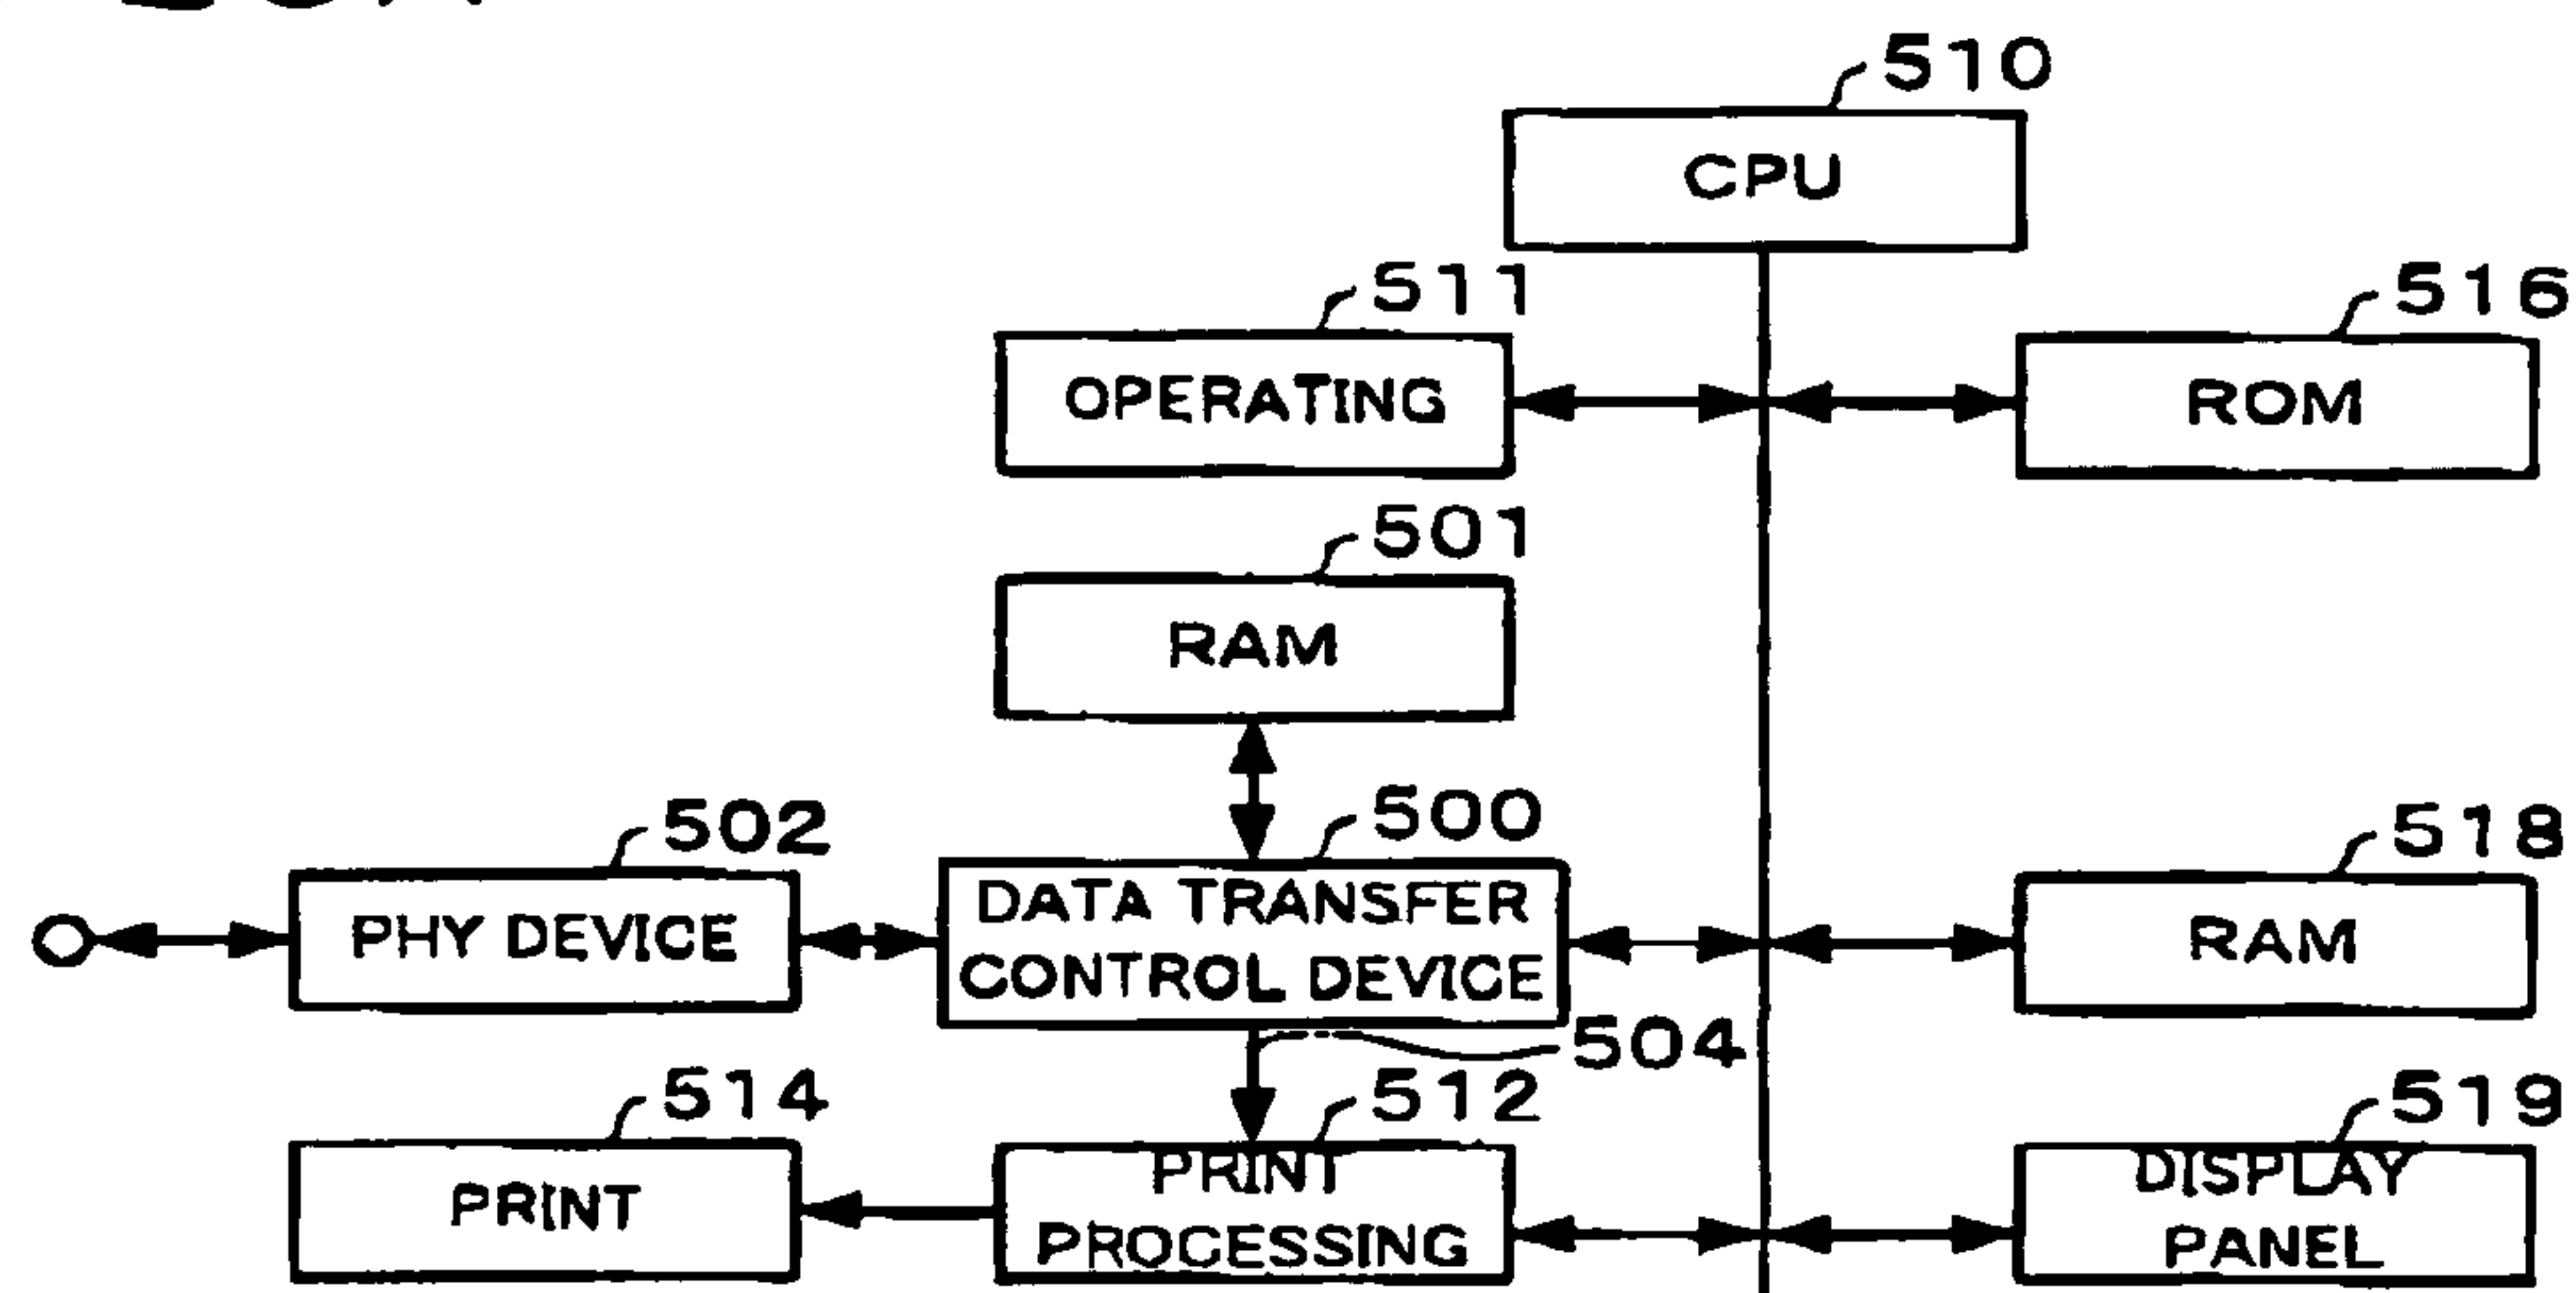 510
CPU
511
516
OPERATING
ROM
501
RAM
502
500
518
PHY DEVICE
DATA TRANSFER
CONTROL DEVICE
RAM
504
514
512
519
PRINT
PRINT
PROCESSING
DISPLAY
PANEL